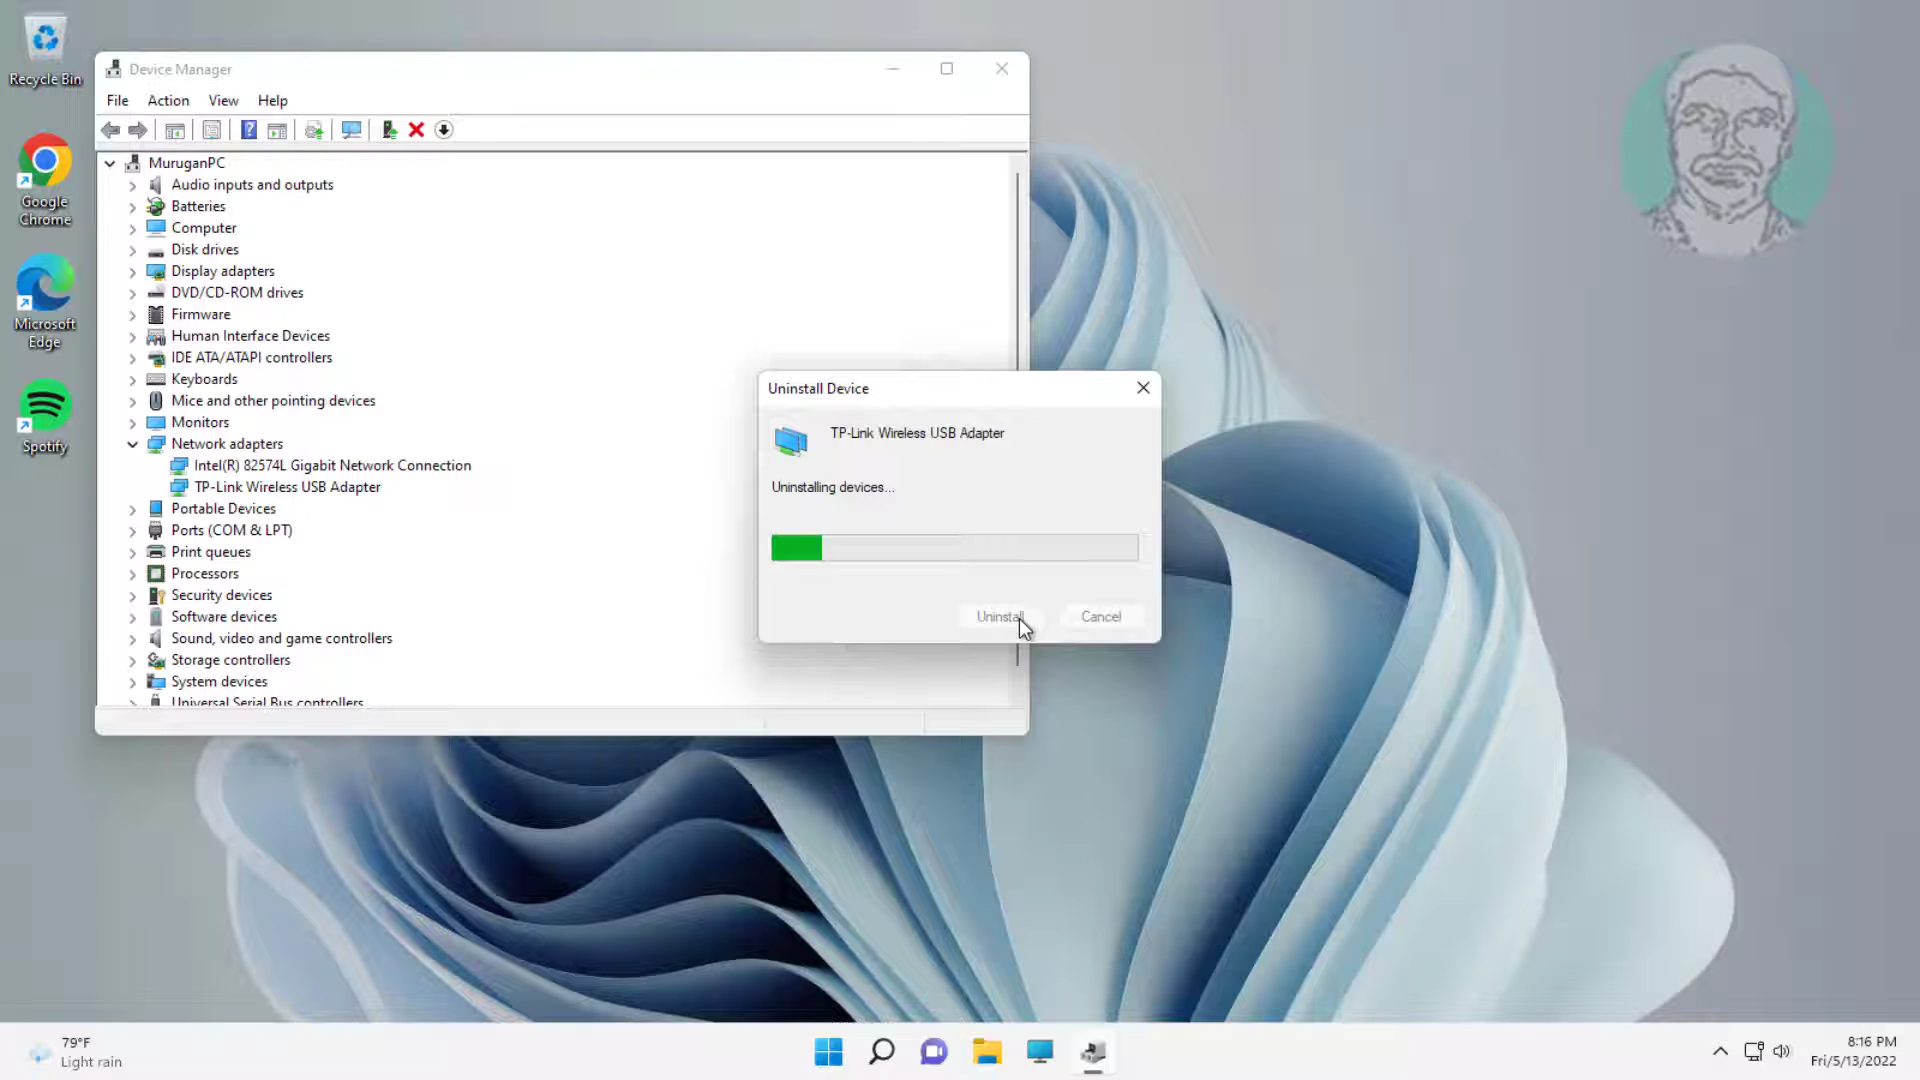 Recycle Bin
Google
Chrome
Microsoft
Edge
Spotify
Device Manager
File Action View Help
MuruganPC
Audio inputs and outputs
Batteries
Computer
Disk drives
Display adapters
DVD/CD-ROM drives
Firmware
Human Interface Devices
IDE ATA/ATAPI controllers
Keyboards
Mice and other pointing devices
Monitors
Network adapters
Intel(R) 82574L Gigabit Network Connection
TP-Link Wireless USB Adapter
Portable Devices
Ports (COM & LPT)
Print queues
Processors
Security devices
Software devices
Sound, video and game controllers
Storage controllers
System devices
Universal Serial Bus controllers
Uninstall Device
TP-Link Wireless USB Adapter
Uninstalling devices...
Uninstall Cancel
79°F
Light rain
8:16 PM
Fri/5/13/2022